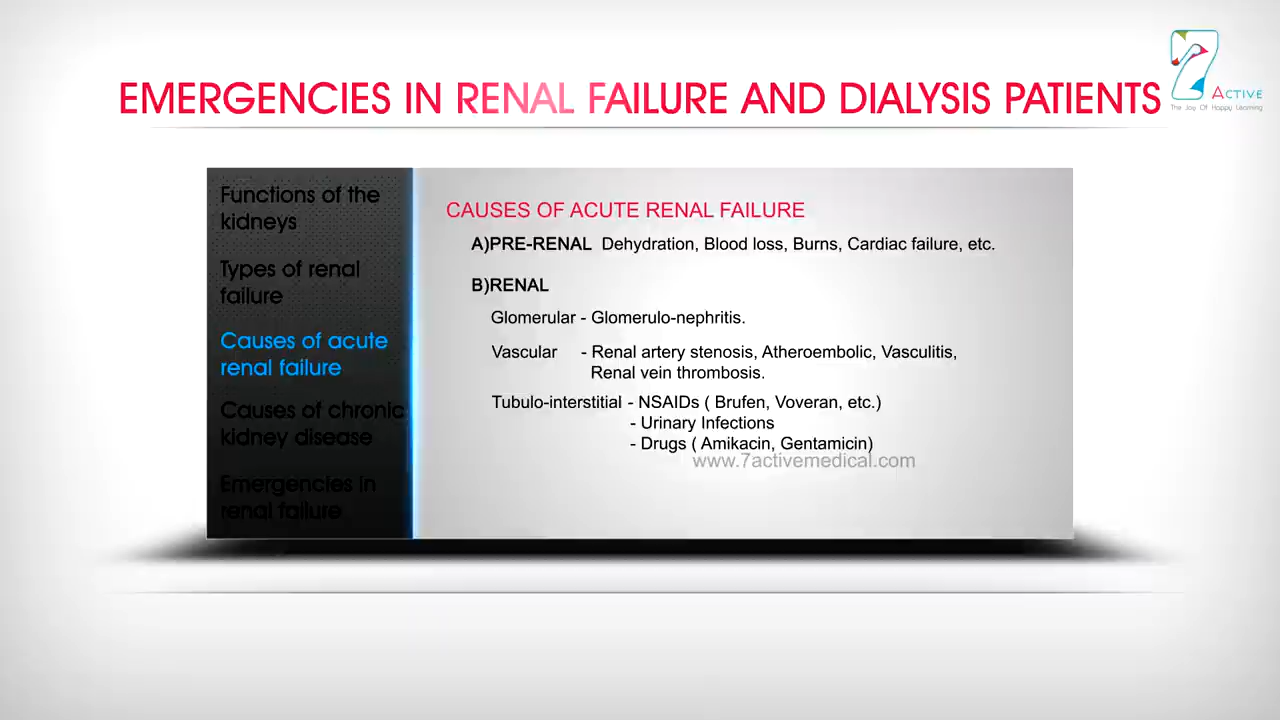 EMERGENCIES IN RENAL FAILURE AND DIALYSIS PATIENTS
7 ACTIVE
The Joy Of Happy Learning
Functions of the
kidneys
Types of renal
failure
Causes of acute
renal failure
Causes of chronic
kidney disease
Emergencies in
renal failure
CAUSES OF ACUTE RENAL FAILURE
A)PRE-RENAL Dehydration, Blood loss, Burns, Cardiac failure, etc.
B)RENAL
Glomerular - Glomerulo-nephritis.
Vascular - Renal artery stenosis, Atheroembolic, Vasculitis,
Renal vein thrombosis.
Tubulo-interstitial - NSAIDs ( Brufen, Voveran, etc.)
- Urinary Infections
- Drugs ( Amikacin, Gentamicin)
www.7activemedical.com